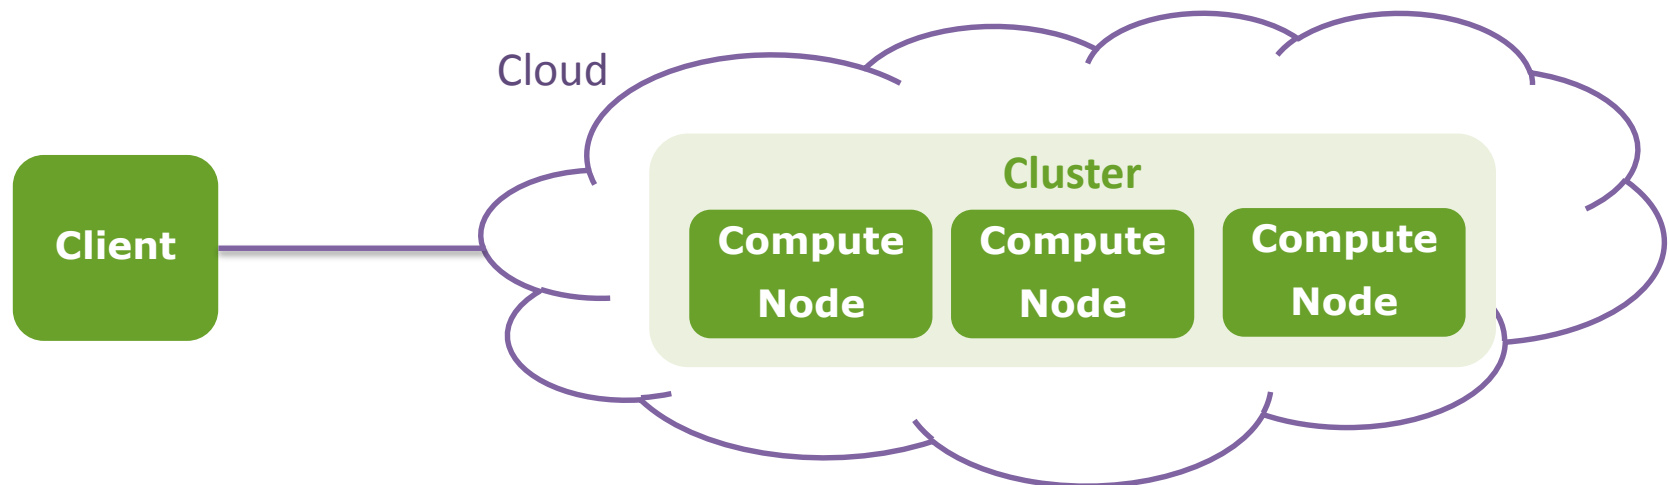 Cloud
Client
Cluster
Compute
Node
Compute
Node
Compute
Node